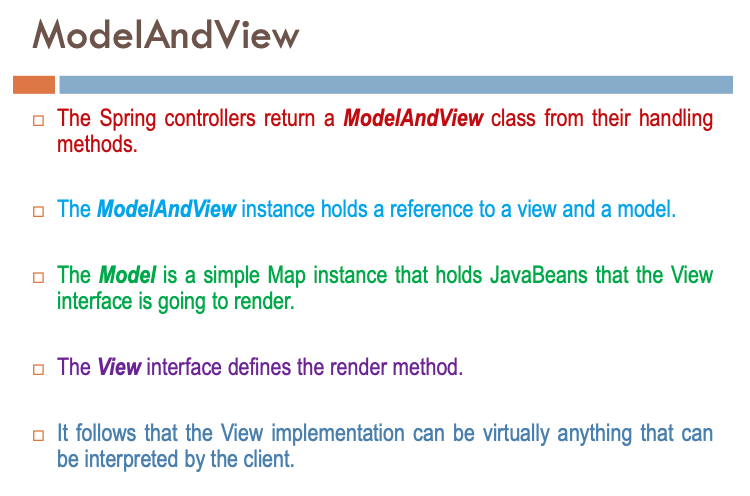 ModelAndView
The Spring controllers return a ModelAndView class from their handling
methods.
The ModelAndView instance holds a reference to a view and a model.
The Model is a simple Map instance that holds JavaBeans that the View
interface is going to render.
The View interface defines the render method.
It follows that the View implementation can be virtually anything that can
be interpreted by the client.